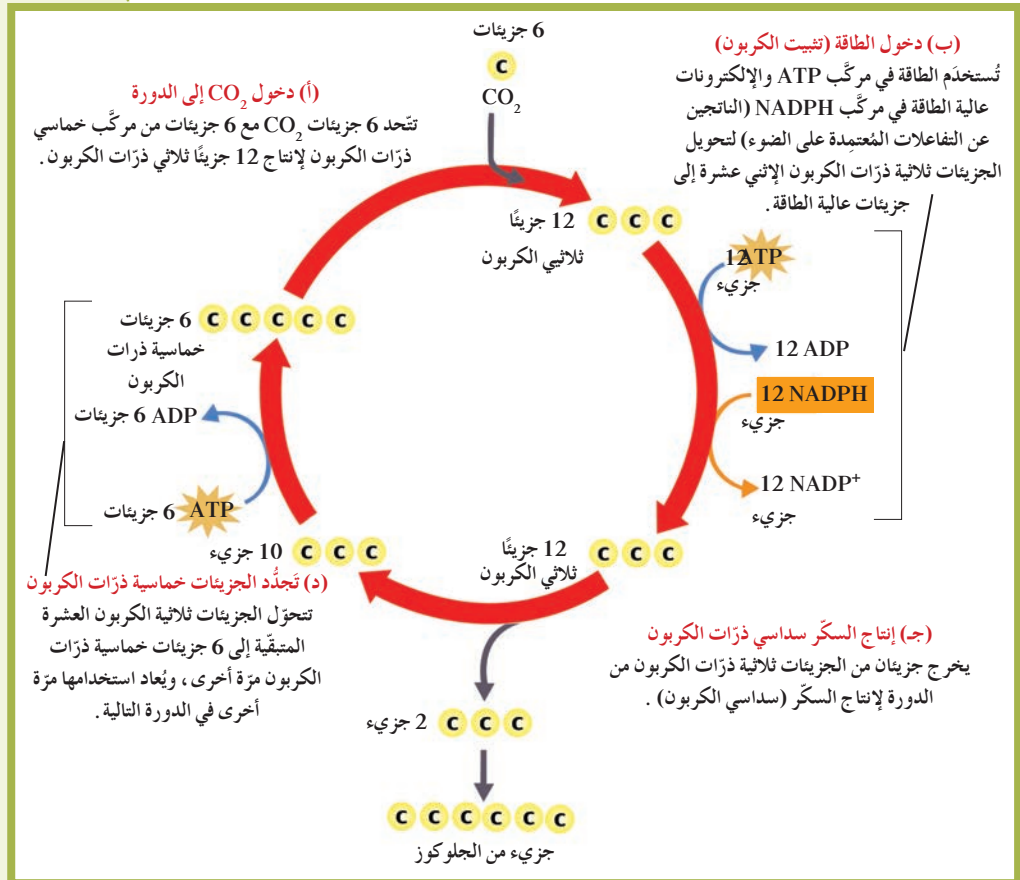 6 جزيئات
C
CO2
(أ) دخول CO2 إلى الدورة
تتّحد 6 جزيئات CO2 مع 6 جزيئات من مركَّب خماسي
ذرّات الكربون لإنتاج 12 جزيئًا ثلاثي ذرّات الكربون.
(ب) دخول الطاقة (تثبيت الكربون)
تُستخدَم الطاقة في مركَّب ATP والإلكترونات
عالية الطاقة في مركَّب NADPH (الناتجين
عن التفاعلات المُعتمِدة على الضوء) لتحويل
الجزيئات ثلاثية ذرّات الكربون الإثني عشرة إلى
جزيئات عالية الطاقة.
12 جزيئًا C C C
ثلاثيي الكربون
12 ATP
جزيء
12 ADP
12 NADPH
جزيء
12 NADP+
جزيء
12 جزيئًا C C C
ثلاثي الكربون
(جـ) إنتاج السكّر سداسي ذرّات الكربون
يخرج جزيئان من الجزيئات ثلاثية ذرّات الكربون من
الدورة لإنتاج السكّر (سداسي الكربون).
2 جزيء C C C
C C C C C C
جزيء من الجلوكوز
10 جزيء C C C
(د) تَجدُّد الجزيئات خماسية ذرّات الكربون
تتحوّل الجزيئات ثلاثية الكربون العشرة
المتبقّية إلى 6 جزيئات خماسية ذرّات
الكربون مرّة أخرى، ويُعاد استخدامها مرّة
أخرى في الدورة التالية.
6 جزيئات ATP
6 جزيئات ADP
6 جزيئات C C C C C
خماسية ذرات
الكربون